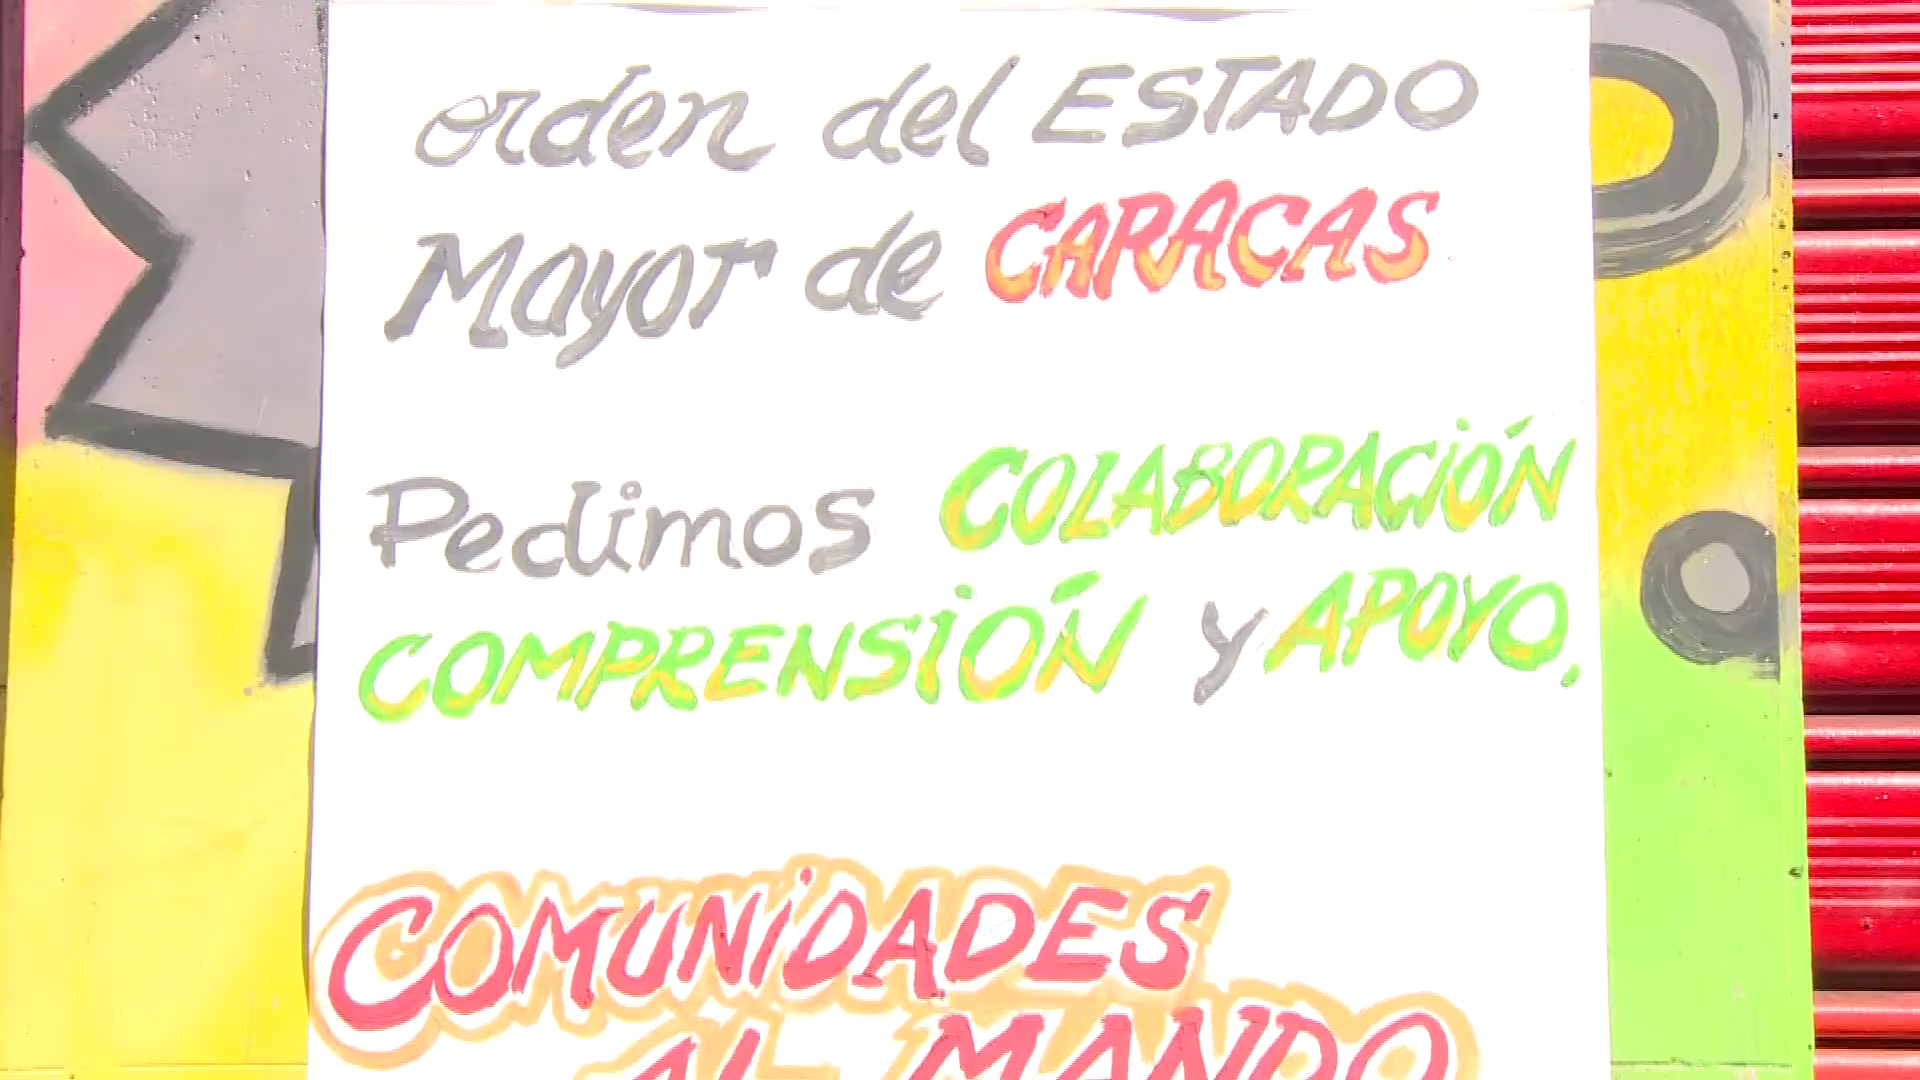 orden del ESTADO
Mayor de CARACAS
Pedimos COLABORACIÓN
COMPRENSIÓN y APOYO.
COMUNIDADES
AL MANDO